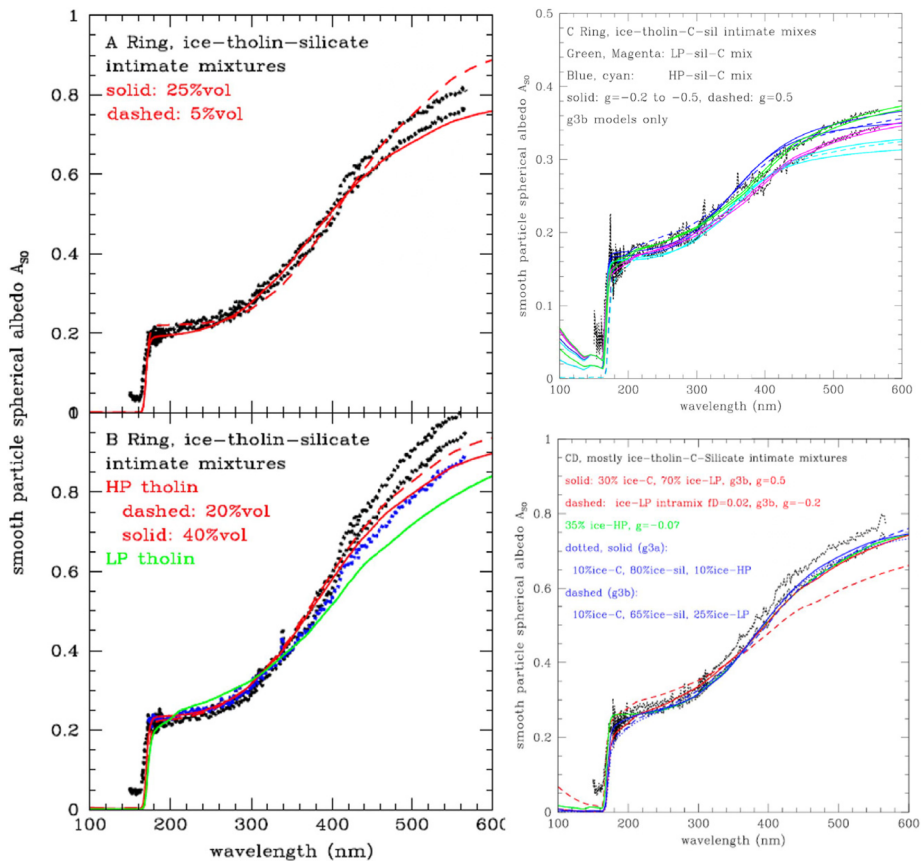 smooth particle spherical albedo A_S0
1
A Ring, ice-tholin-silicate
intimate mixtures
solid: 25%vol
dashed: 5%vol
0.8
0.6
0.4
0.2
0
B Ring, ice-tholin-silicate
intimate mixtures
HP tholin
dashed: 20%vol
solid: 40%vol
LP tholin
0.8
0.6
0.4
0.2
0
100 200 300 400 500 600
wavelength (nm)
smooth particle spherical albedo A_S0
0.5
C Ring, ice-tholin-C-sil intimate mixes
Green, Magenta: LP-sil-C mix
Blue, cyan: HP-sil-C mix
solid: g=-0.2 to -0.5, dashed: g=0.5
g3b models only
0.4
0.3
0.2
0.1
0
100 200 300 400 500 600
wavelength (nm)
smooth particle spherical albedo A_S0
1
CD, mostly ice-tholin-C-Silicate intimate mixtures
solid: 30% ice-C, 70% ice-LP, g3b, g=0.5
dashed: ice-LP intramix fD=0.02, g3b, g=-0.2
35% ice-HP, g=-0.07
dotted, solid (g3a):
10%ice-C, 80%ice-sil, 10%ice-HP
dashed (g3b):
10%ice-C, 65%ice-sil, 25%ice-LP
0.8
0.6
0.4
0.2
0
100 200 300 400 500 600
wavelength (nm)